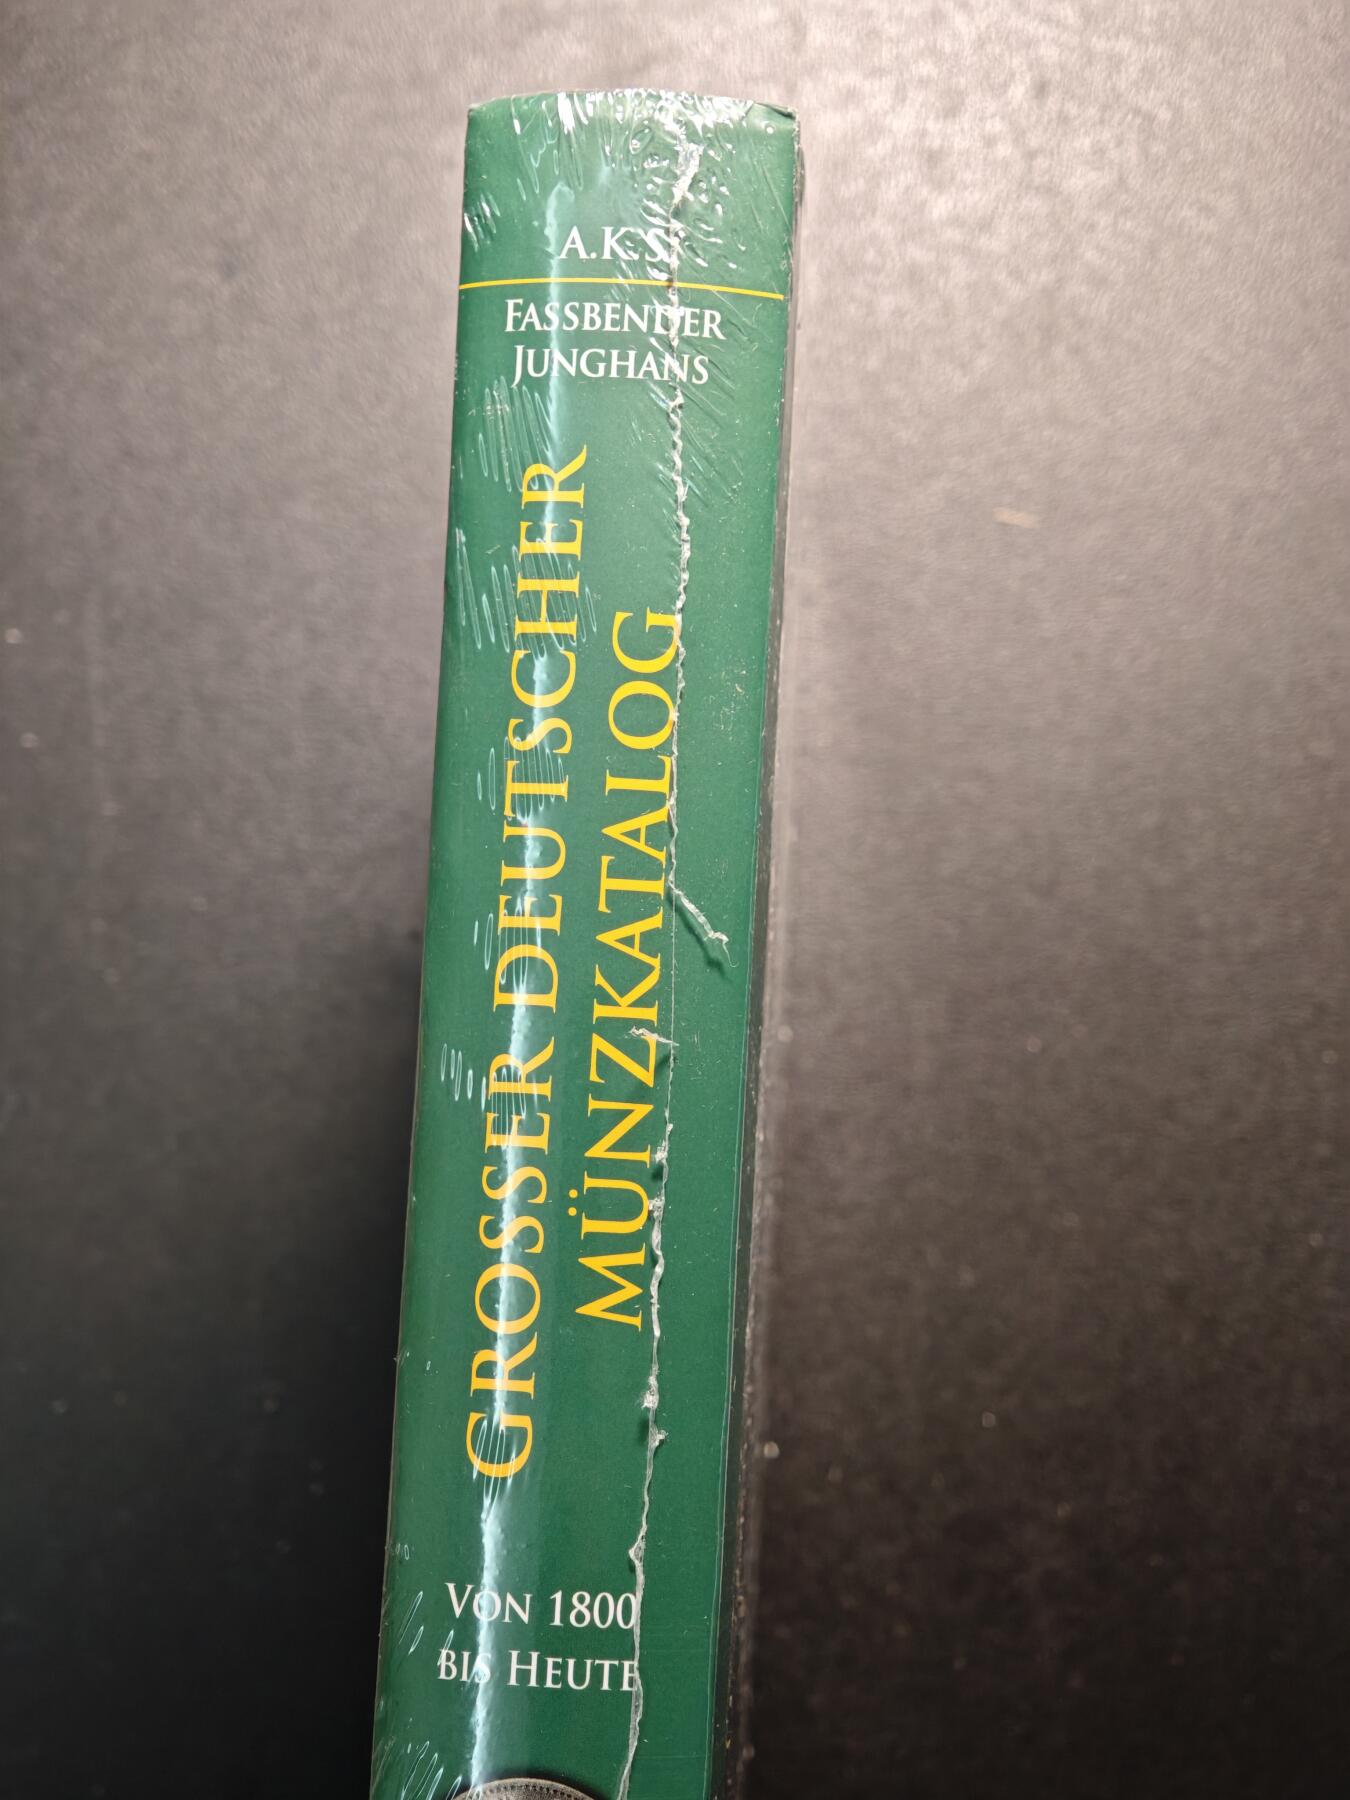 A.K.S.
FASSBENDER
JUNGHANS
GROSSER DEUTSCHER
MÜNZKATALOG
VON 1800
BIS HEUTE